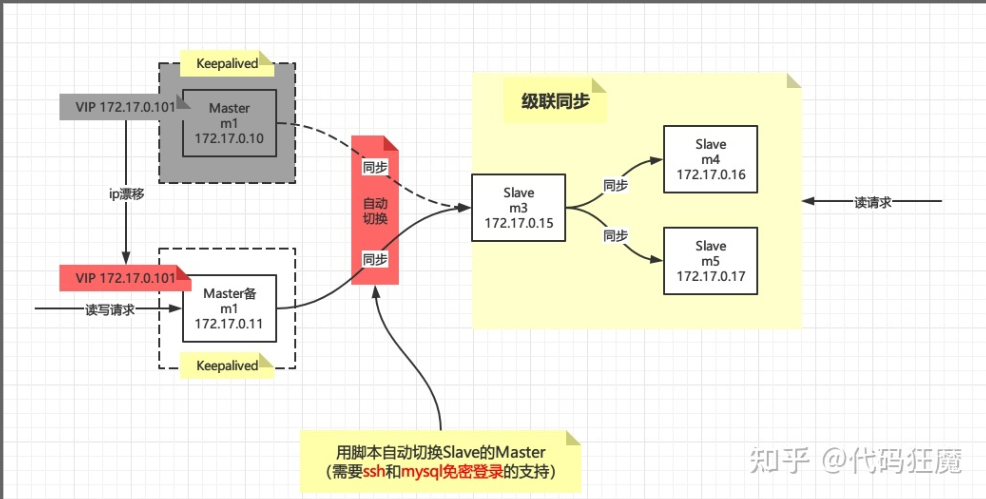 Keepalived
VIP 172.17.0.101
Master
m1
172.17.0.10
ip漂移
VIP 172.17.0.101
Master备
m1
172.17.0.11
读写请求
Keepalived
同步
自动
切换
同步
级联同步
Slave
m3
172.17.0.15
同步
同步
Slave
m4
172.17.0.16
Slave
m5
172.17.0.17
读请求
用脚本自动切换Slave的Master
（需要ssh和mysql免密登录的支持）
知乎 @代码狂魔